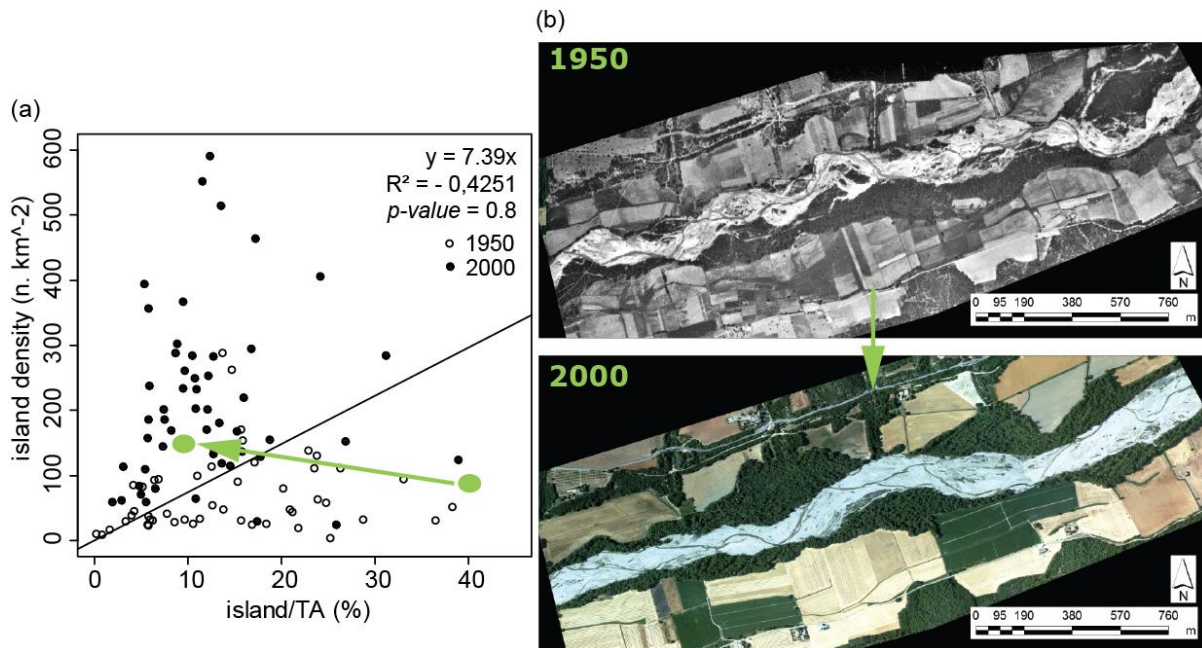 (a)
600
500
400
300
200
100
0
island density (n. km^-2)
y = 7.39x
R² = - 0,4251
p-value = 0.8
1950
2000
0 10 20 30 40
island/TA (%)
(b)
1950
N
0 95 190 380 570 760
m
2000
N
0 95 190 380 570 760
m